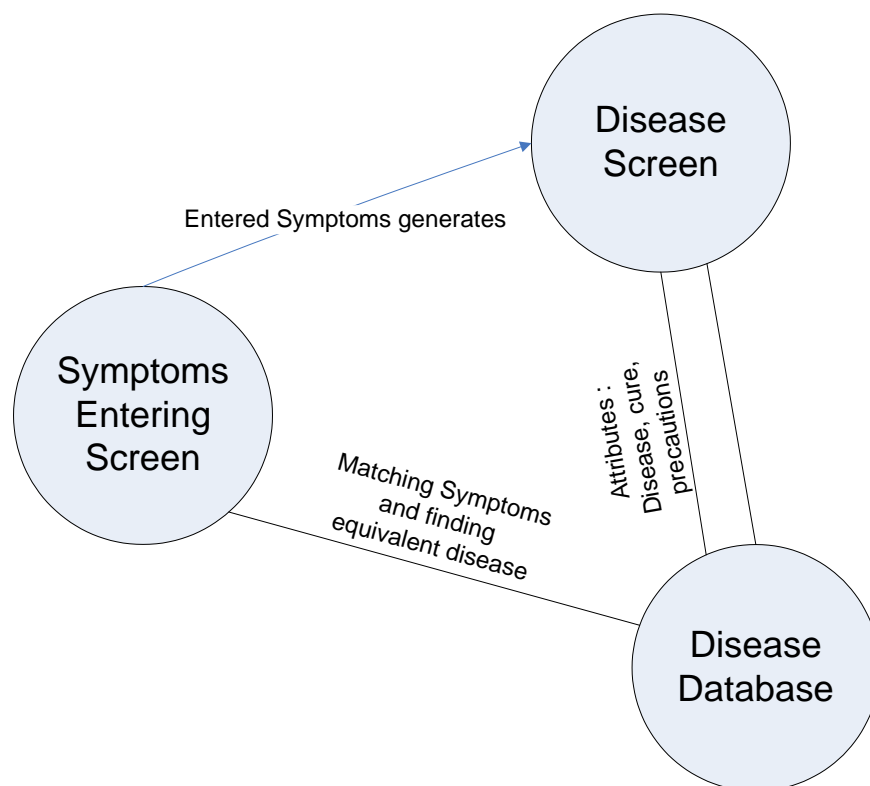 Disease
Screen
Entered Symptoms generates
Symptoms
Entering
Screen
Attributes :
Disease, cure,
precautions
Matching Symptoms
and finding
equivalent disease
Disease
Database